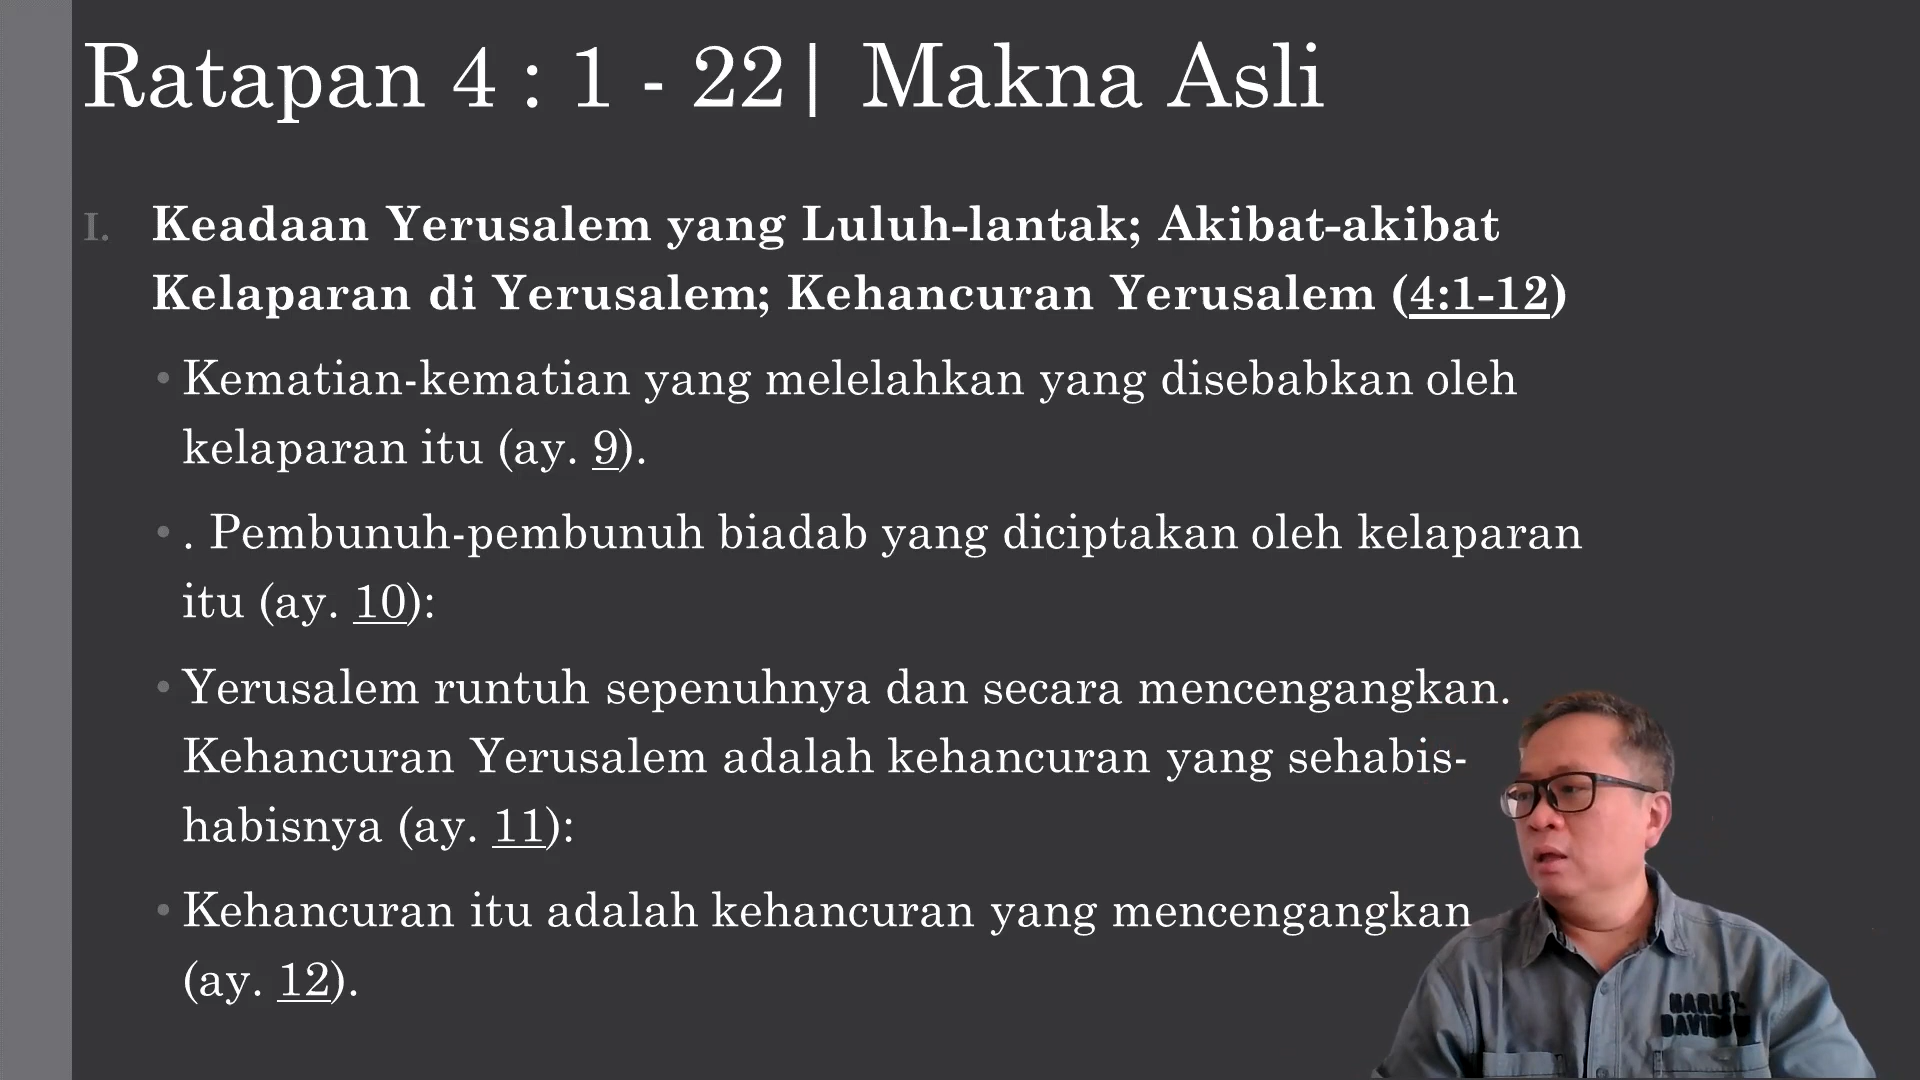 Ratapan 4 : 1 - 22| Makna Asli
I. Keadaan Yerusalem yang Luluh-lantak; Akibat-akibat
Kelaparan di Yerusalem; Kehancuran Yerusalem (4:1-12)
• Kematian-kematian yang melelahkan yang disebabkan oleh
kelaparan itu (ay. 9).
• . Pembunuh-pembunuh biadab yang diciptakan oleh kelaparan
itu (ay. 10):
• Yerusalem runtuh sepenuhnya dan secara mencengangkan.
Kehancuran Yerusalem adalah kehancuran yang sehabis-
habisnya (ay. 11):
• Kehancuran itu adalah kehancuran yang mencengangkan
(ay. 12).
HARLEY-
DAVIDSON